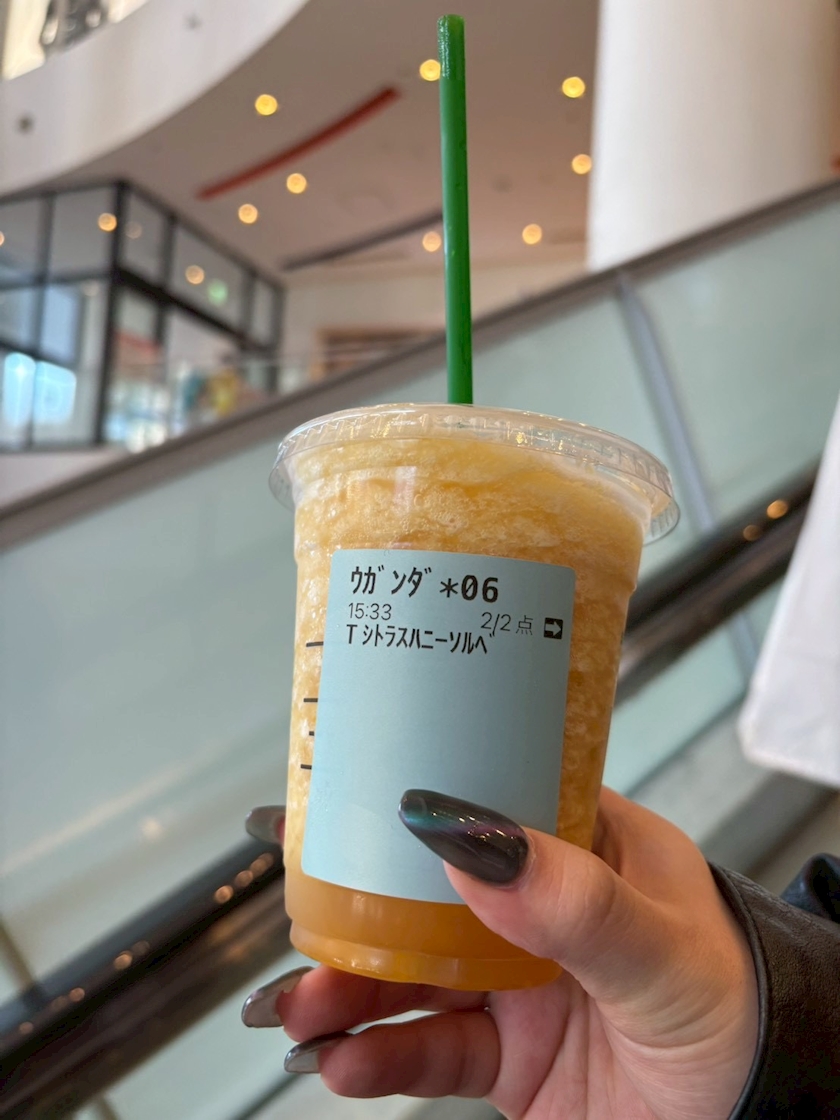 ウガンダ *06
15:33 2/2点 ➡
T シトラスハニーソルベ